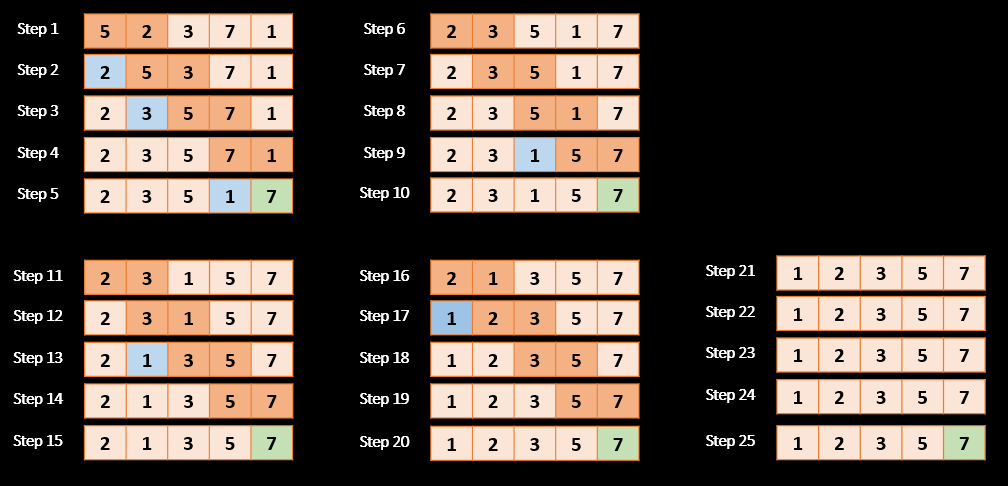 Step 1 5 2 3 7 1
Step 2 2 5 3 7 1
Step 3 2 3 5 7 1
Step 4 2 3 5 7 1
Step 5 2 3 5 1 7
Step 6 2 3 5 1 7
Step 7 2 3 5 1 7
Step 8 2 3 5 1 7
Step 9 2 3 1 5 7
Step 10 2 3 1 5 7
Step 11 2 3 1 5 7
Step 12 2 3 1 5 7
Step 13 2 1 3 5 7
Step 14 2 1 3 5 7
Step 15 2 1 3 5 7
Step 16 2 1 3 5 7
Step 17 1 2 3 5 7
Step 18 1 2 3 5 7
Step 19 1 2 3 5 7
Step 20 1 2 3 5 7
Step 21 1 2 3 5 7
Step 22 1 2 3 5 7
Step 23 1 2 3 5 7
Step 24 1 2 3 5 7
Step 25 1 2 3 5 7